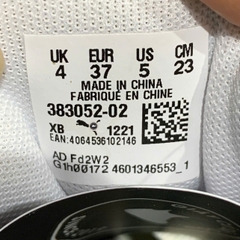 UK EUR US CM
4 37 5 23
MADE IN CHINA
FABRIQUÉ EN CHINE
383052-02
XB 1221
EAN: 4064536102146
AD Fd2W2
G1h00172 4601346553_1